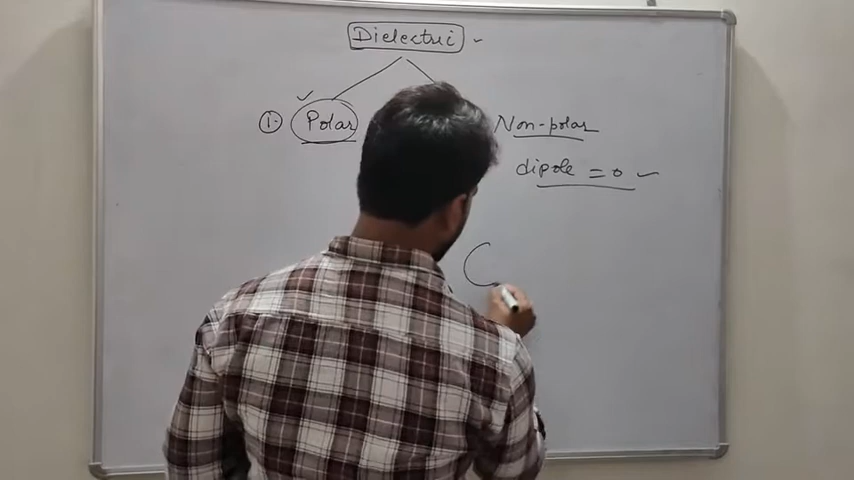 Dielectric
① Polar
Non-polar
dipole = 0
C